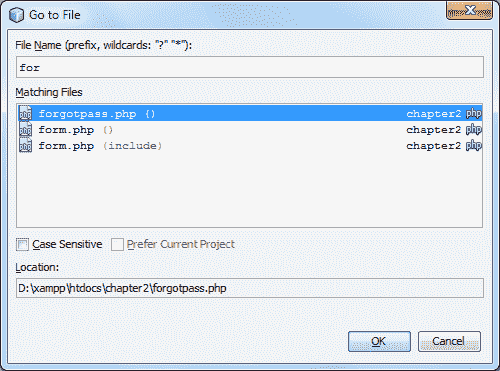 Go to File
File Name (prefix, wildcards: "?" "*"):
for
Matching Files
forgotpass.php () chapter2 php
form.php () chapter2 php
form.php (include) chapter2 php
Case Sensitive Prefer Current Project
Location:
D:\xampp\htdocs\chapter2\forgotpass.php
OK Cancel